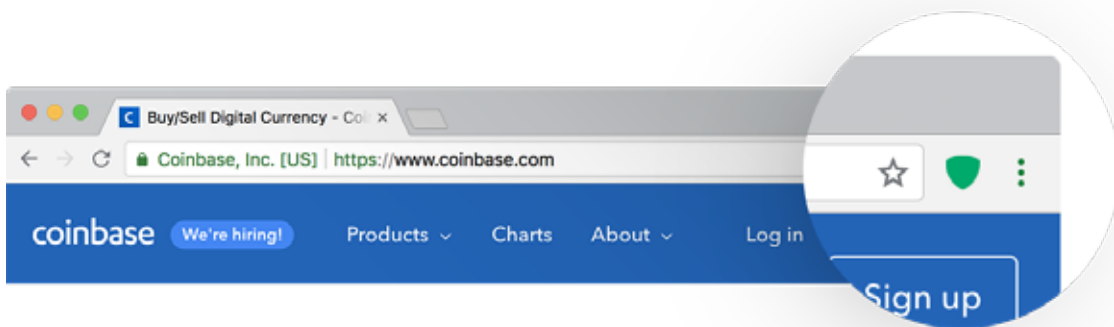 Buy/Sell Digital Currency - Coi
Coinbase, Inc. [US] https://www.coinbase.com
coinbase We're hiring! Products Charts About Log in
Sign up